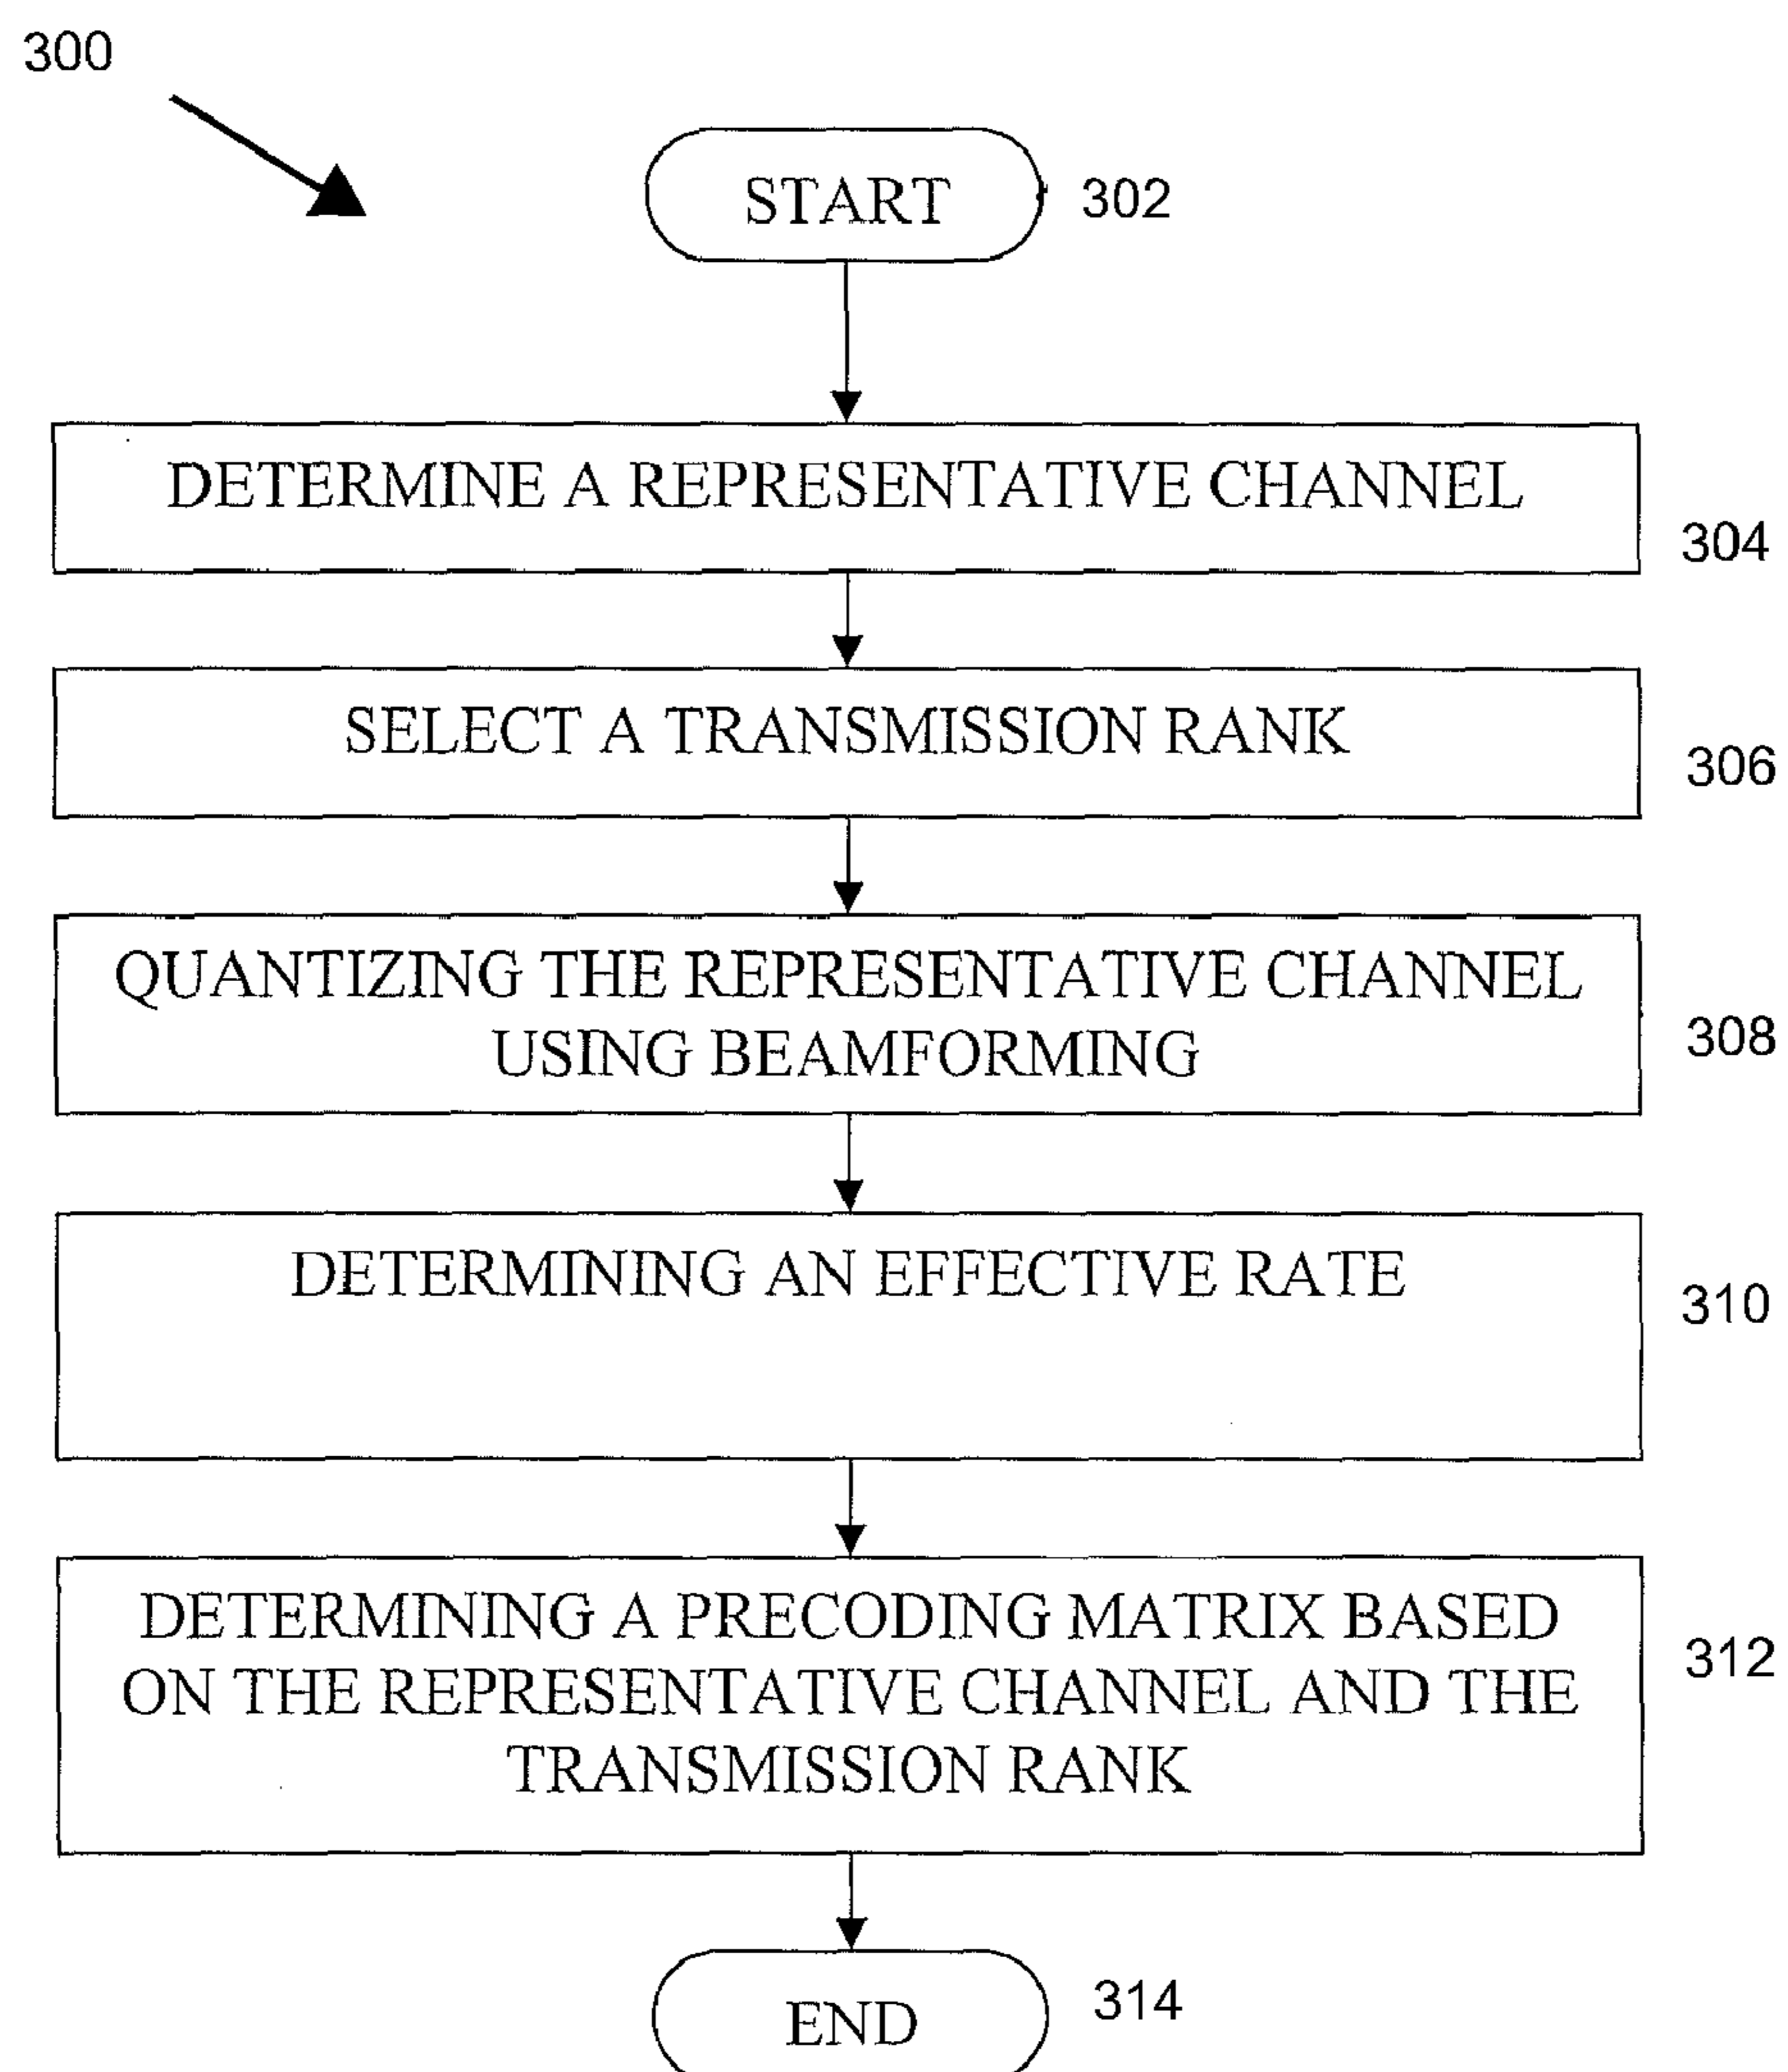 300
START
302
DETERMINE A REPRESENTATIVE CHANNEL
304
SELECT A TRANSMISSION RANK
306
QUANTIZING THE REPRESENTATIVE CHANNEL
USING BEAMFORMING
308
DETERMINING AN EFFECTIVE RATE
310
DETERMINING A PRECODING MATRIX BASED
ON THE REPRESENTATIVE CHANNEL AND THE
TRANSMISSION RANK
312
END
314